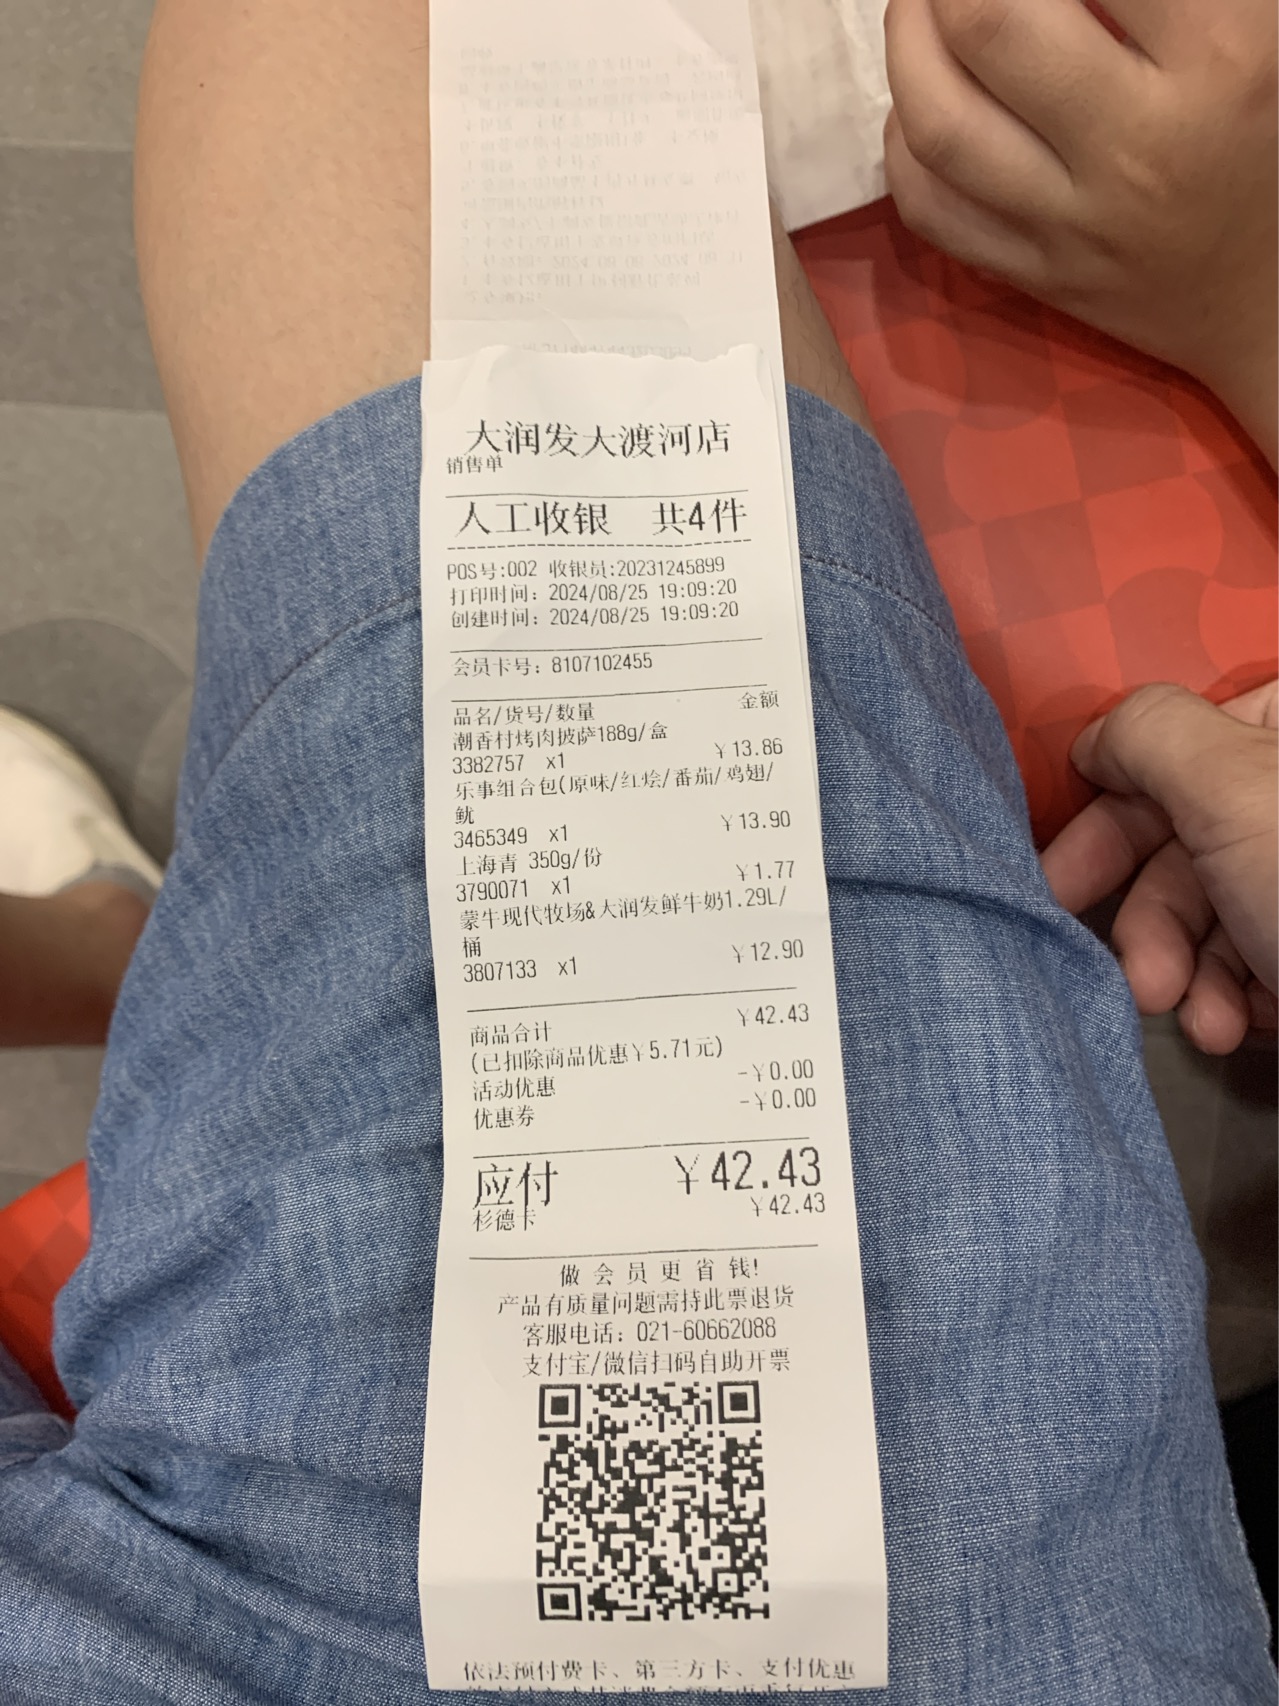 大润发大渡河店
销售单
人工收银 共4件
POS号:002 收银员:20231245899
打印时间: 2024/08/25 19:09:20
创建时间: 2024/08/25 19:09:20
会员卡号: 8107102455
品名/货号/数量 金额
潮香村烤肉披萨188g/盒
3382757 x1 ¥13.86
乐事组合包(原味/红烩/番茄/鸡翅/
鱿
3465349 x1 ¥13.90
上海青 350g/份
3790071 x1 ¥1.77
蒙牛现代牧场&大润发鲜牛奶1.29L/
桶
3807133 x1 ¥12.90
商品合计 ¥42.43
(已扣除商品优惠¥5.71元)
活动优惠 -¥0.00
优惠券 -¥0.00
应付 ¥42.43
杉德卡 ¥42.43
做会员更省钱!
产品有质量问题需持此票退货
客服电话: 021-60662088
支付宝/微信扫码自助开票
依法预付费卡、第三方卡、支付优惠